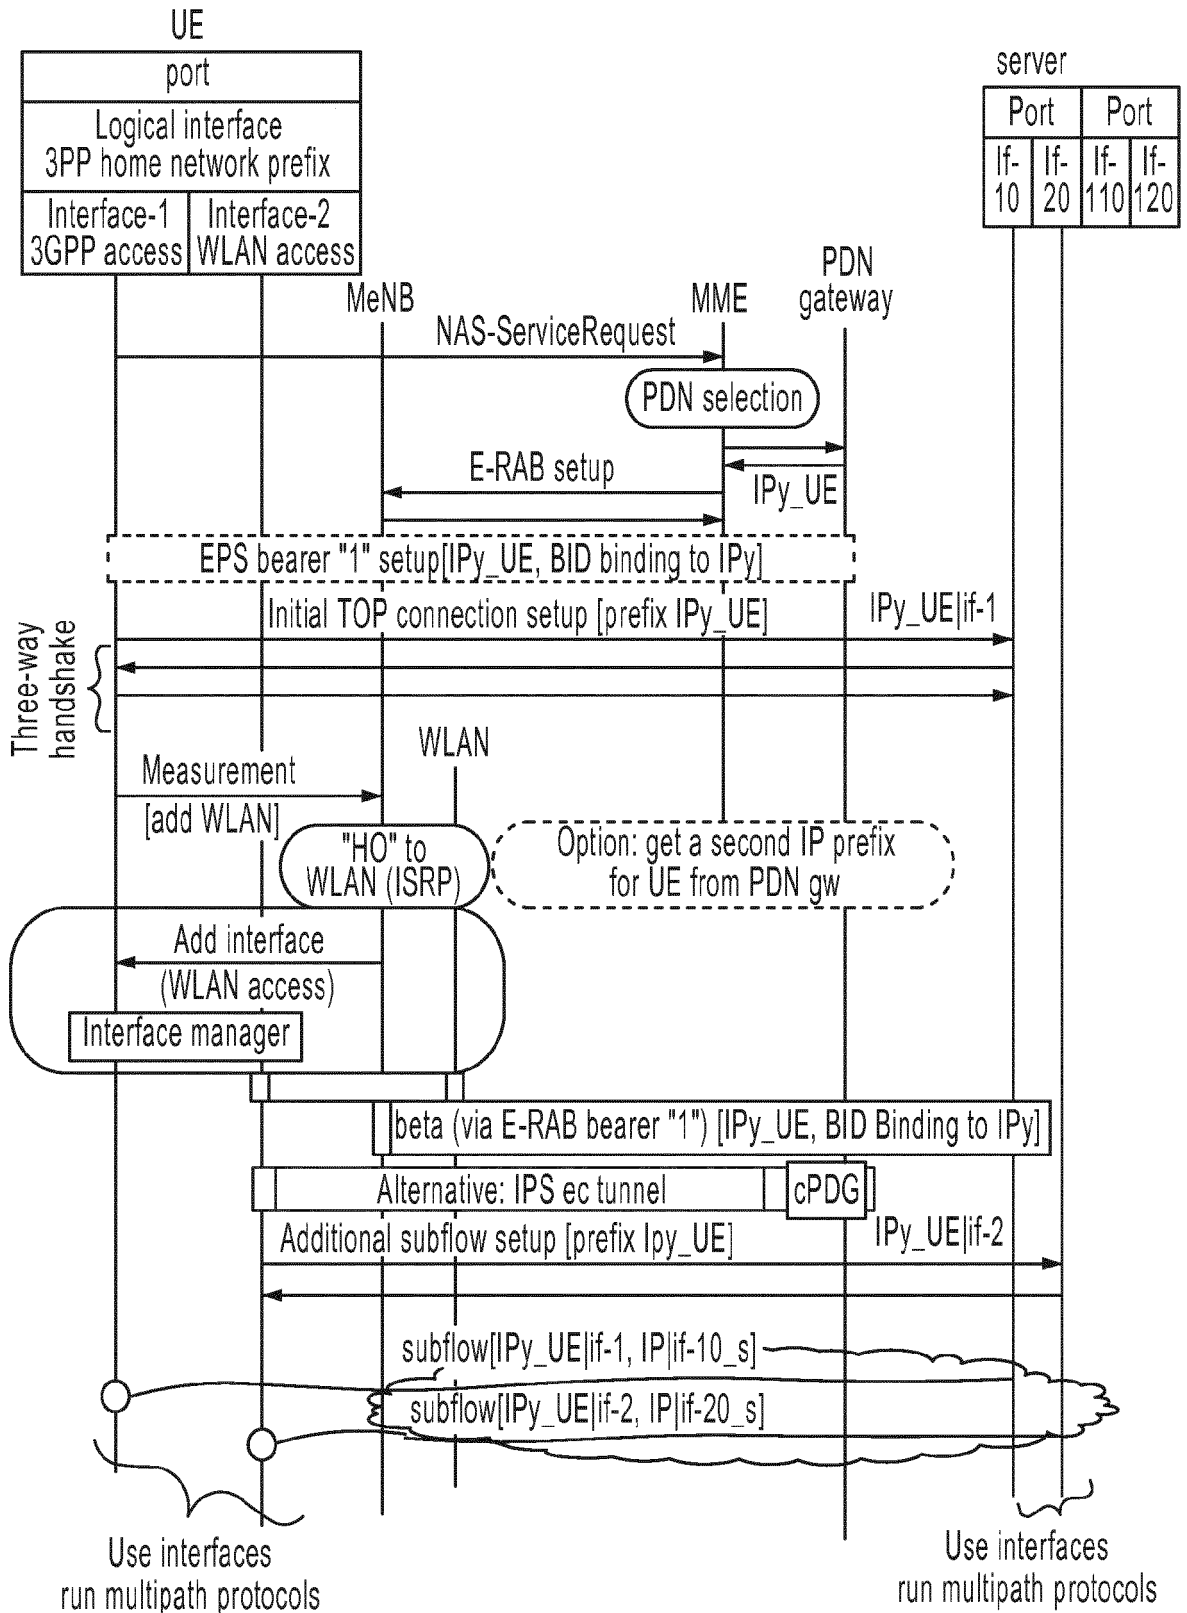 UE
port
Logical interface
3PP home network prefix
Interface-1
3GPP access
Interface-2
WLAN access
server
Port
Port
If-
10
If-
20
If-
110
If-
120
MeNB
MME
PDN
gateway
NAS-ServiceRequest
PDN selection
E-RAB setup
IPy_UE
EPS bearer "1" setup[IPy_UE, BID binding to IPy]
Initial TOP connection setup [prefix IPy_UE]
IPy_UE|if-1
Three-way
handshake
WLAN
Measurement
[add WLAN]
"HO" to
WLAN (ISRP)
Option: get a second IP prefix
for UE from PDN gw
Add interface
(WLAN access)
Interface manager
beta (via E-RAB bearer "1") [IPy_UE, BID Binding to IPy]
Alternative: IPS ec tunnel
cPDG
Additional subflow setup [prefix Ipy_UE]
IPy_UE|if-2
subflow[IPy_UE|if-1, IP|if-10_s]
subflow[IPy_UE|if-2, IP|if-20_s]
Use interfaces
run multipath protocols
Use interfaces
run multipath protocols